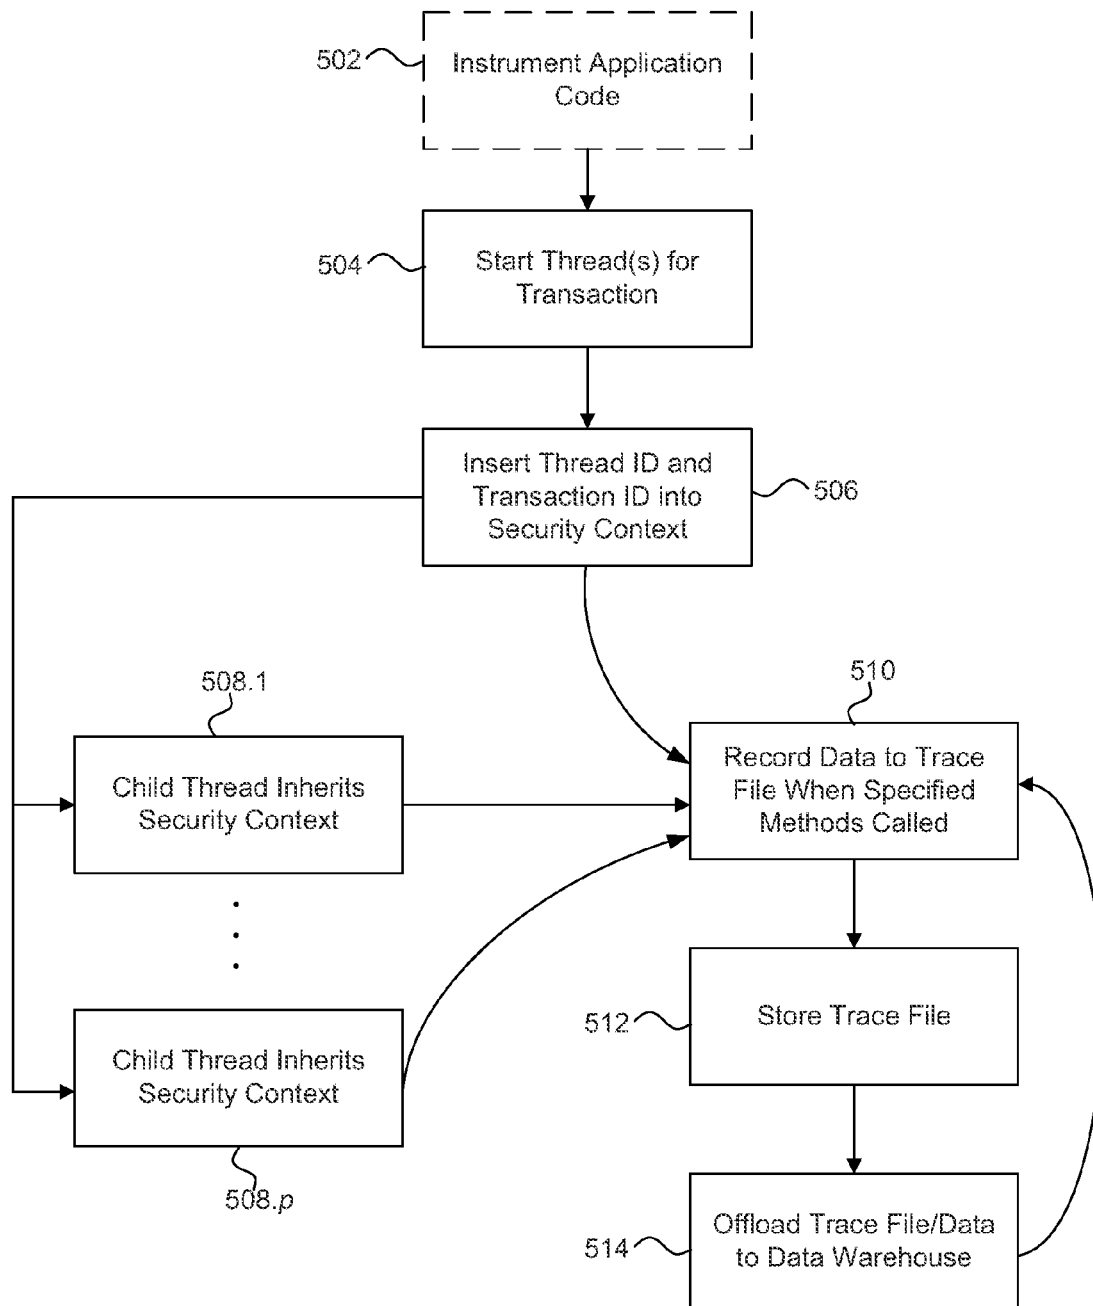 502
Instrument Application
Code
504
Start Thread(s) for
Transaction
Insert Thread ID and
Transaction ID into
Security Context
506
508.1
Child Thread Inherits
Security Context
510
Record Data to Trace
File When Specified
Methods Called
512
Store Trace File
Child Thread Inherits
Security Context
508.p
514
Offload Trace File/Data
to Data Warehouse